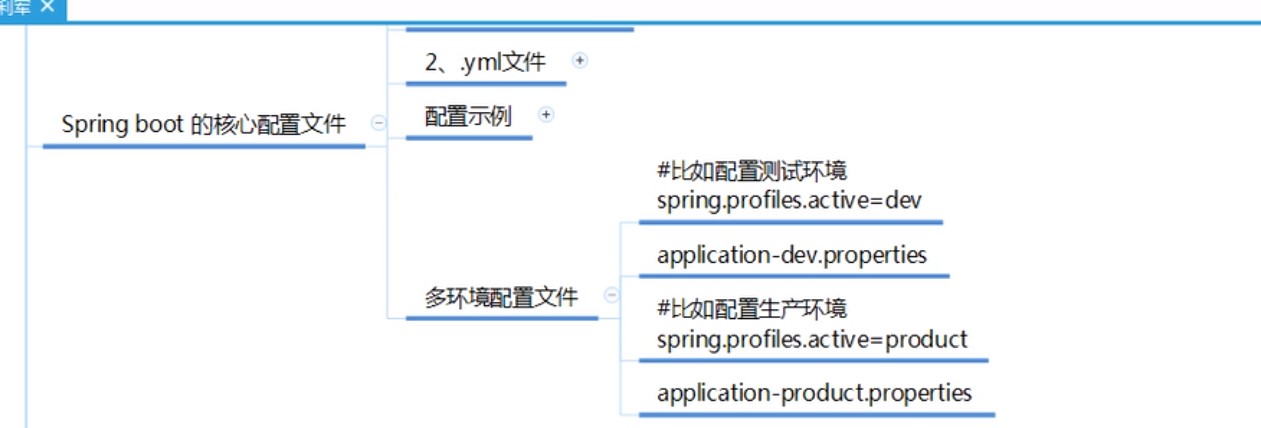 Spring boot 的核心配置文件
2、.yml文件
配置示例
多环境配置文件
#比如配置测试环境
spring.profiles.active=dev
application-dev.properties
#比如配置生产环境
spring.profiles.active=product
application-product.properties